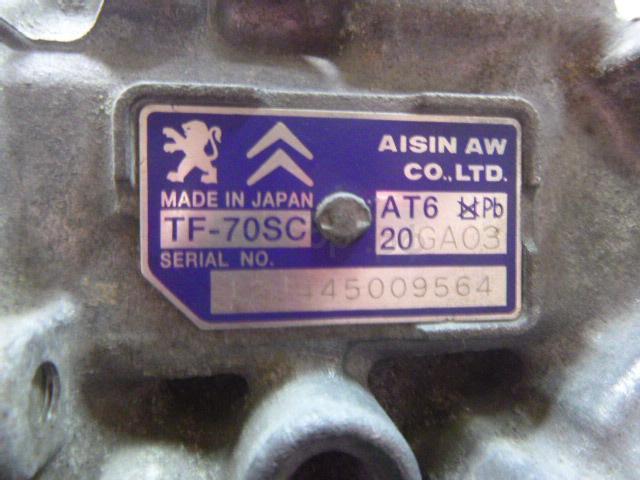 AISIN AW
CO.,LTD.
MADE IN JAPAN
TF-70SC
AT6 Pb
20GA03
SERIAL NO.
45009564